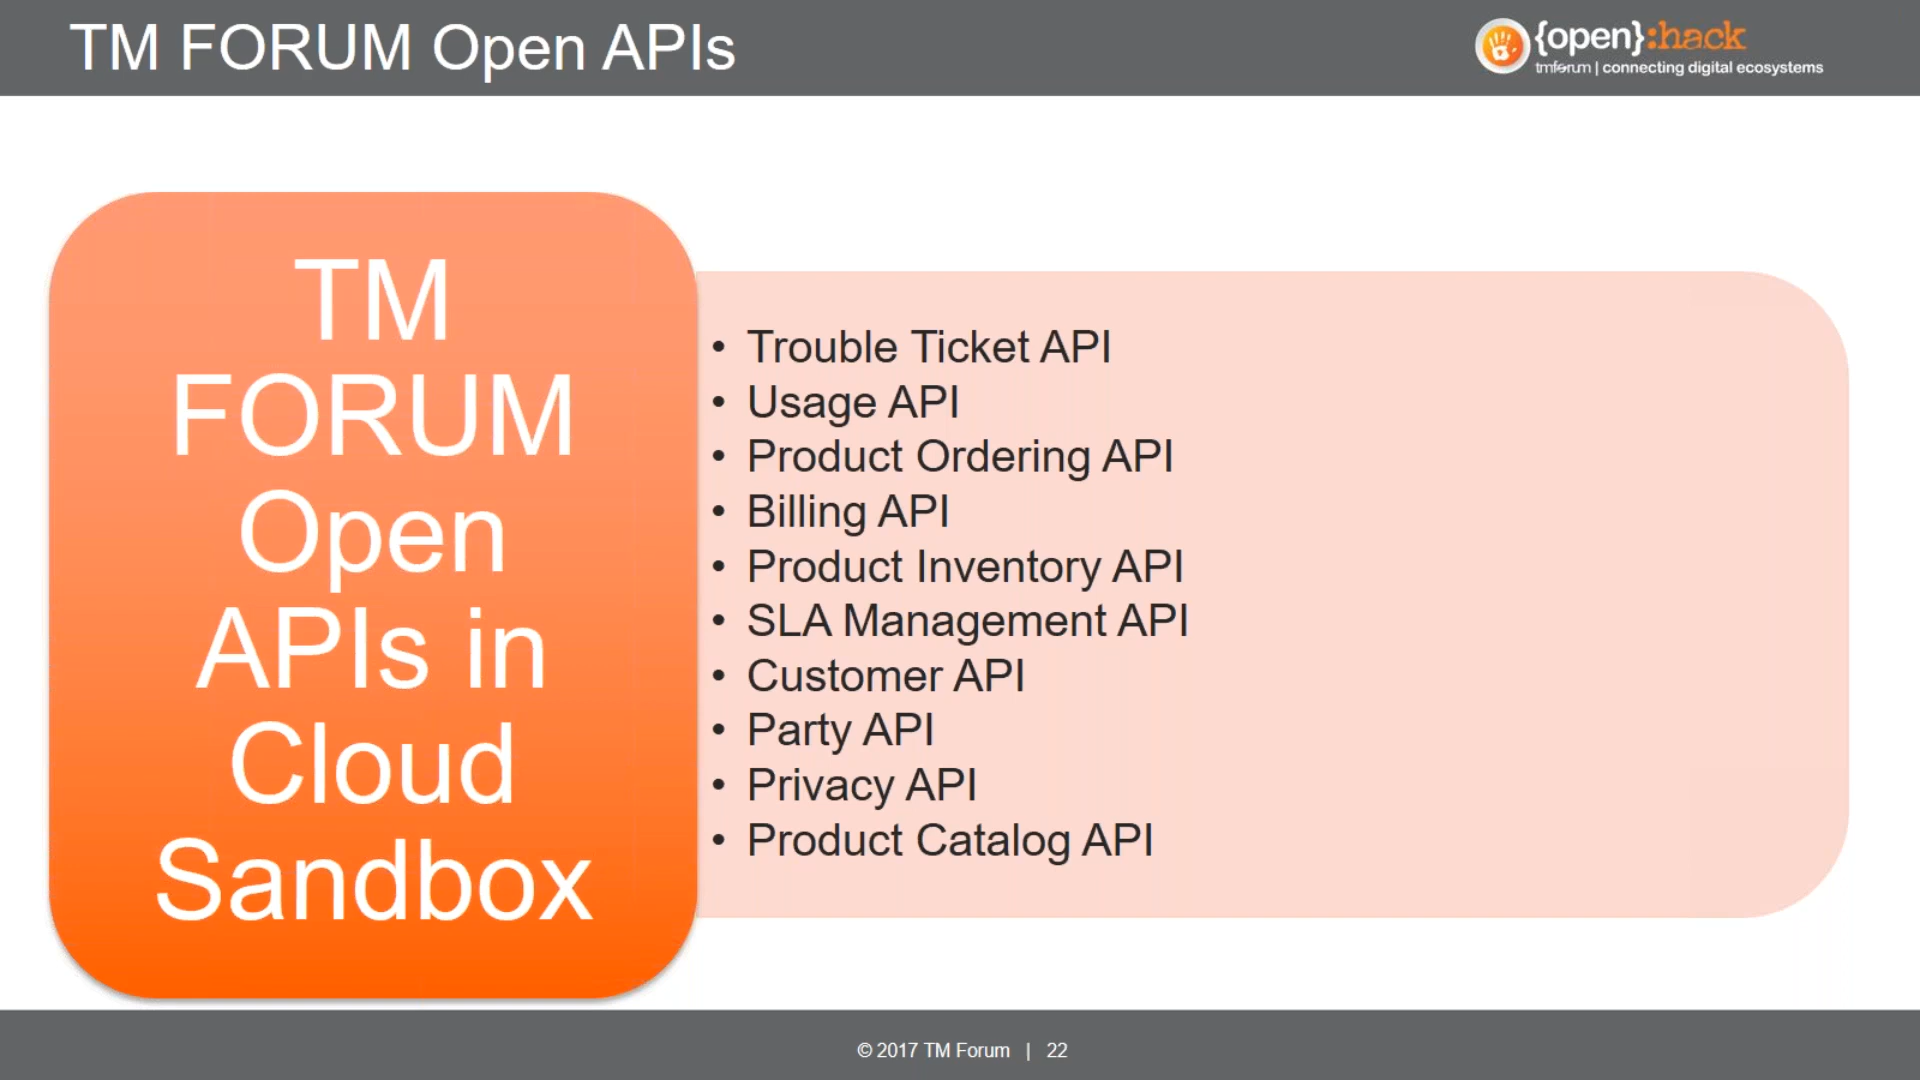 TM FORUM Open APIs
{open}:hack
tmforum | connecting digital ecosystems
TM
FORUM
Open
APIs in
Cloud
Sandbox
• Trouble Ticket API
• Usage API
• Product Ordering API
• Billing API
• Product Inventory API
• SLA Management API
• Customer API
• Party API
• Privacy API
• Product Catalog API
© 2017 TM Forum | 22